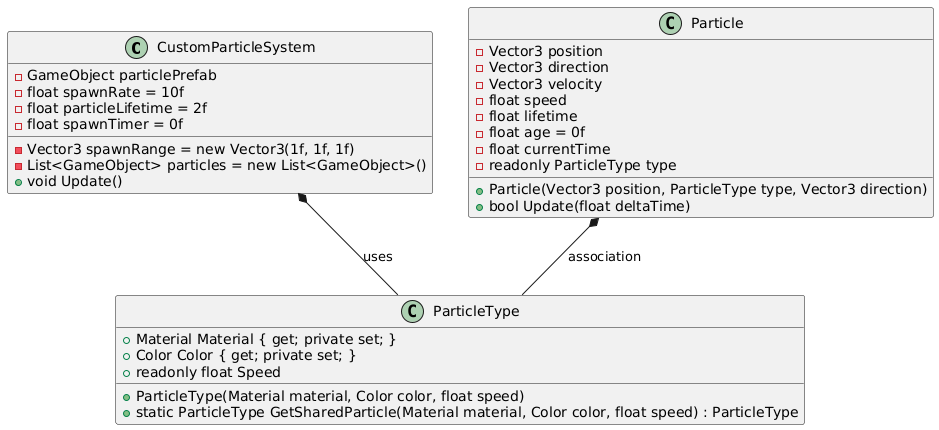 C CustomParticleSystem
GameObject particlePrefab
float spawnRate = 10f
float particleLifetime = 2f
float spawnTimer = 0f
Vector3 spawnRange = new Vector3(1f, 1f, 1f)
List<GameObject> particles = new List<GameObject>()
void Update()
C Particle
Vector3 position
Vector3 direction
Vector3 velocity
float speed
float lifetime
float age = 0f
float currentTime
readonly ParticleType type
Particle(Vector3 position, ParticleType type, Vector3 direction)
bool Update(float deltaTime)
uses
association
C ParticleType
Material Material { get; private set; }
Color Color { get; private set; }
readonly float Speed
ParticleType(Material material, Color color, float speed)
static ParticleType GetSharedParticle(Material material, Color color, float speed) : ParticleType